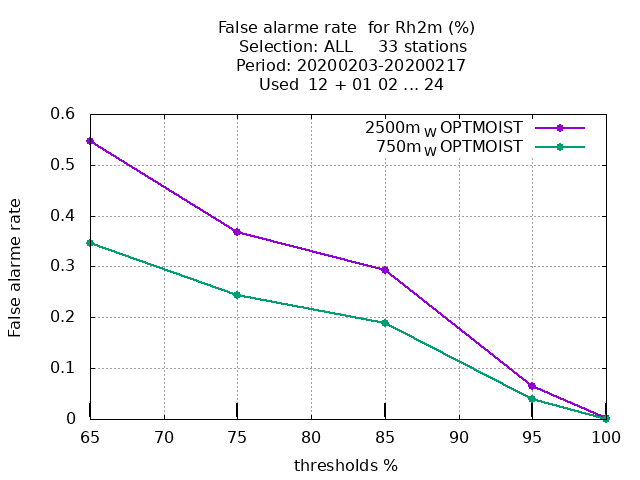 False alarme rate  for Rh2m (%)
Selection: ALL     33 stations
Period: 20200203-20200217
Used  12 + 01 02 ... 24
0.6
2500m W OPTMOIST
750m W OPTMOIST
0.5
0.4
0.3
0.2
0.1
0
False alarme rate
65 70 75 80 85 90 95 100
thresholds %